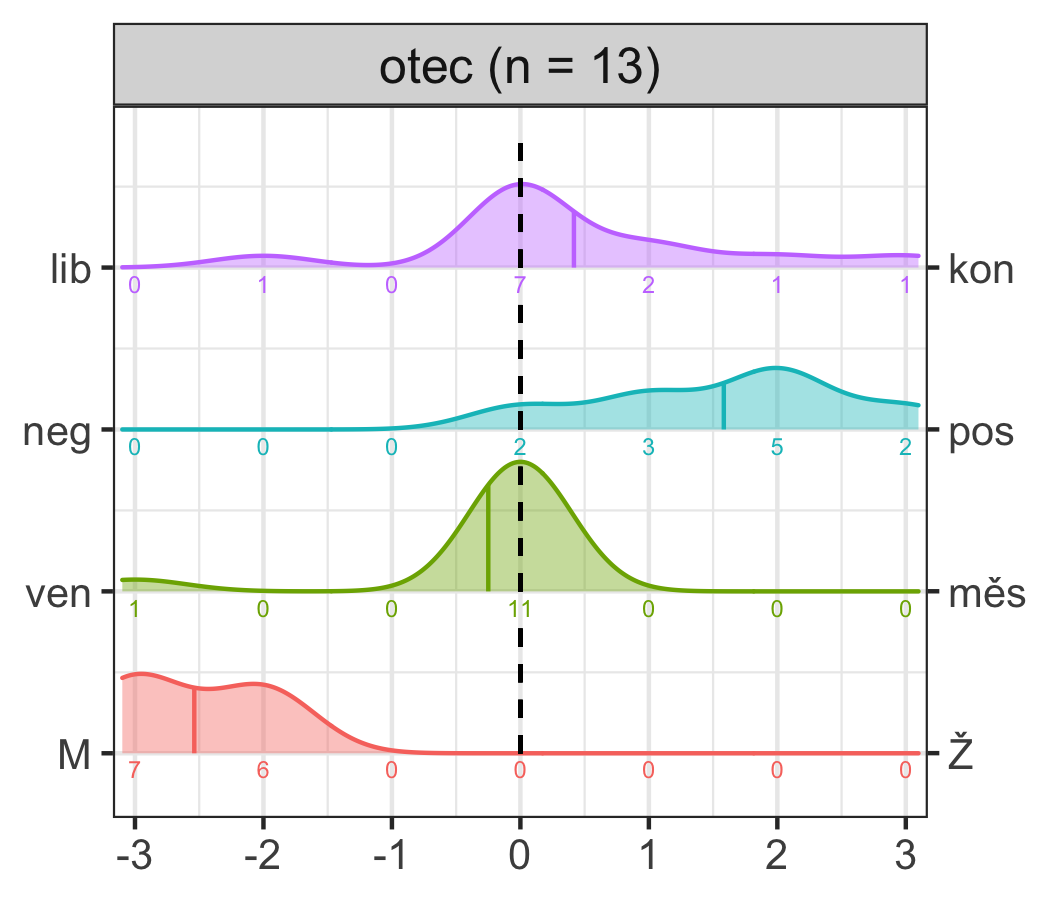 otec (n = 13)
lib kon
0 1 0 7 2 1 1
neg pos
0 0 0 2 3 5 2
ven měs
1 0 0 11 0 0 0
M Ž
7 6 0 0 0 0 0
-3 -2 -1 0 1 2 3